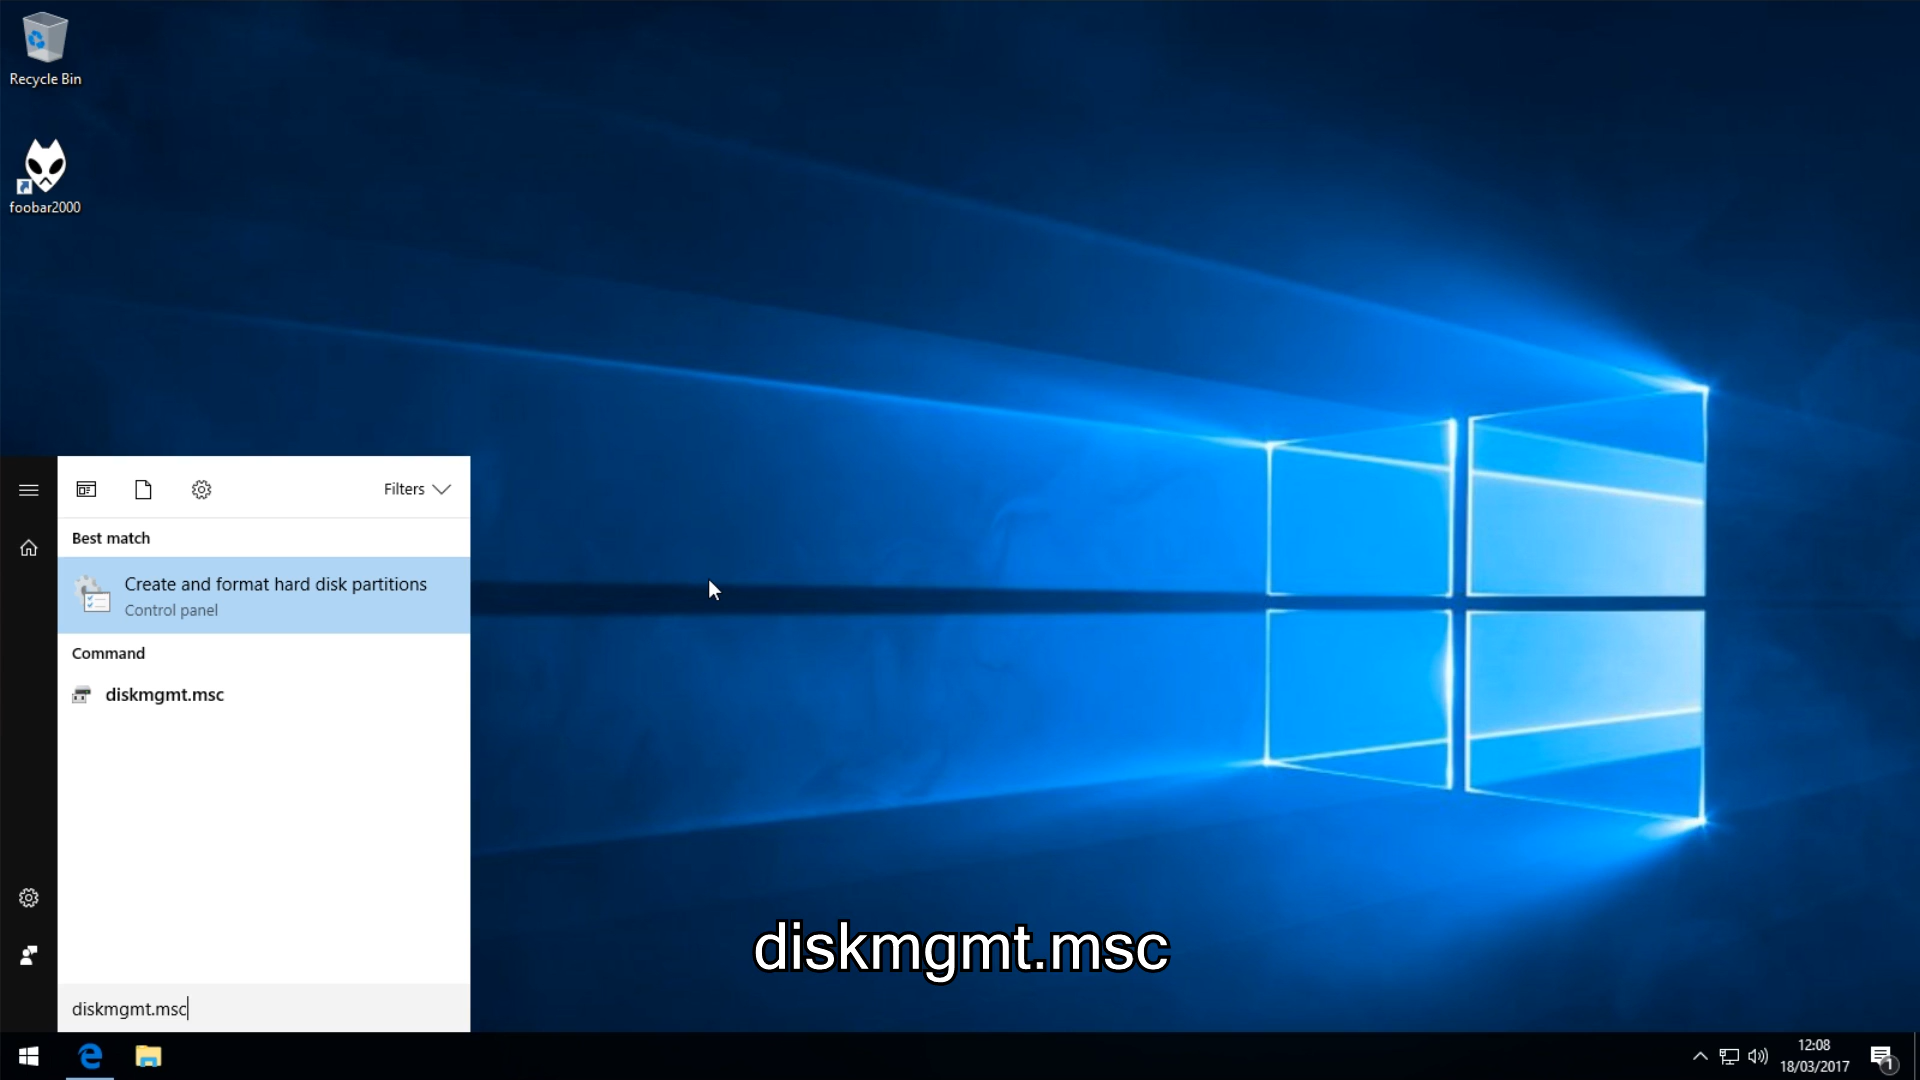 Recycle Bin
foobar2000
Filters
Best match
Create and format hard disk partitions
Control panel
Command
diskmgmt.msc
diskmgmt.msc
diskmgmt.msc
12:08
18/03/2017
1